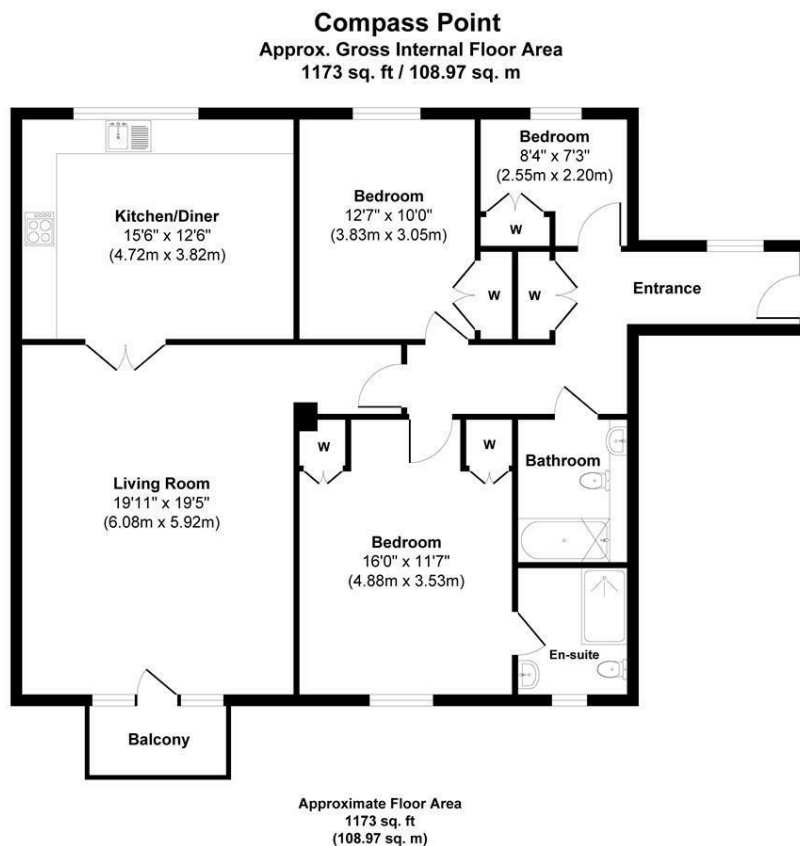 Compass Point
Approx. Gross Internal Floor Area
1173 sq. ft / 108.97 sq. m
Kitchen/Diner
15'6" x 12'6"
(4.72m x 3.82m)
Bedroom
12'7" x 10'0"
(3.83m x 3.05m)
Bedroom
8'4" x 7'3"
(2.55m x 2.20m)
W
W
W
Entrance
Living Room
19'11" x 19'5"
(6.08m x 5.92m)
W
W
Bedroom
16'0" x 11'7"
(4.88m x 3.53m)
Bathroom
En-suite
Balcony
Approximate Floor Area
1173 sq. ft
(108.97 sq. m)